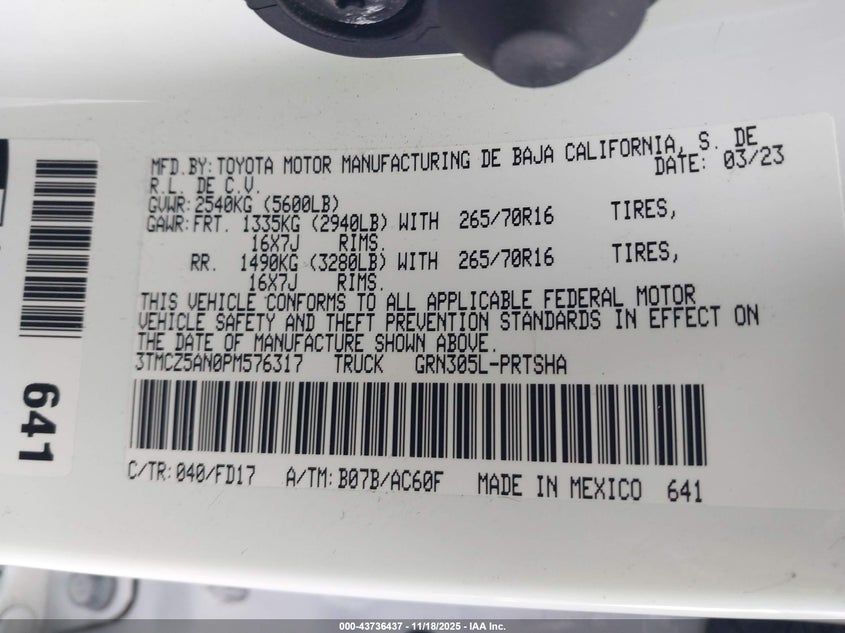 MFD.BY: TOYOTA MOTOR MANUFACTURING DE BAJA CALIFORNIA, S. DE
R.L. DE C.V. DATE: 03/23
GVWR: 2540KG (5600LB)
GAWR: FRT. 1335KG (2940LB) WITH 265/70R16 TIRES,
16X7J RIMS.
RR. 1490KG (3280LB) WITH 265/70R16 TIRES,
16X7J RIMS.
THIS VEHICLE CONFORMS TO ALL APPLICABLE FEDERAL MOTOR
VEHICLE SAFETY AND THEFT PREVENTION STANDARDS IN EFFECT ON
THE DATE OF MANUFACTURE SHOWN ABOVE.
3TMCZ5AN0PM576317 TRUCK GRN305L-PRTSHA
C/TR: 040/FD17 A/TM: B07B/AC60F MADE IN MEXICO 641
641
000-43736437 - 11/18/2025 - IAA Inc.